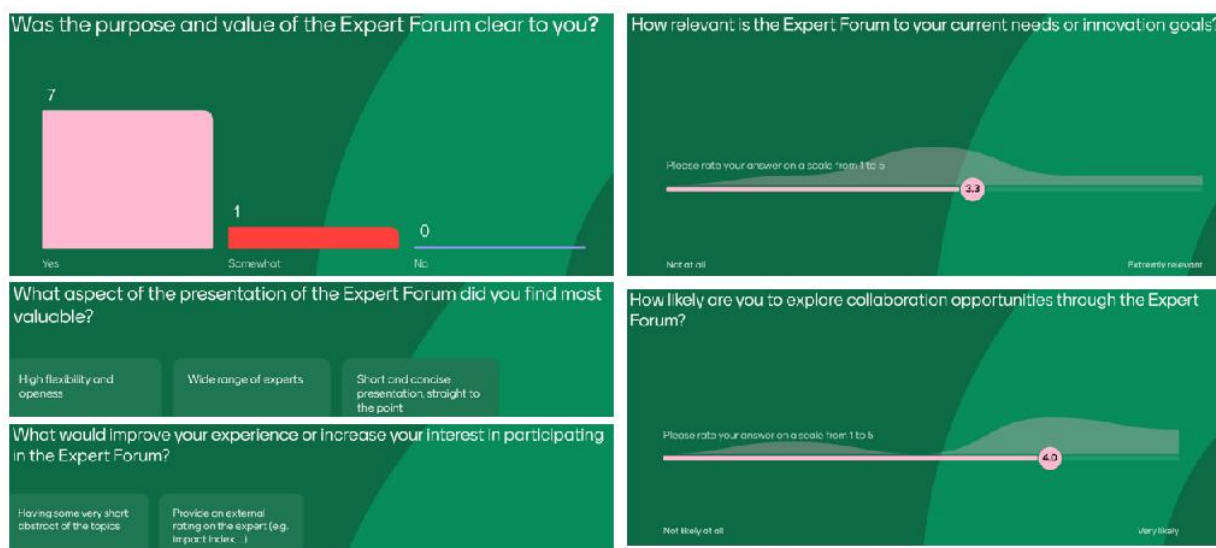 Was the purpose and value of the Expert Forum clear to you?
7
1
0
Yes
Somewhat
No
What aspect of the presentation of the Expert Forum did you find most
valuable?
High flexibility and
openess
Wide range of experts
Short and concise
presentation, straight to
the point
What would improve your experience or increase your interest in participating
in the Expert Forum?
Having some very short
abstract of the topics
Provide an external
rating on the expert (e.g.
Impact index...)
How relevant is the Expert Forum to your current needs or innovation goals?
Please rate your answer on a scale from 1 to 5
3.3
Not at all
Extremly relevant
How likely are you to explore collaboration opportunities through the Expert
Forum?
Please rate your answer on a scale from 1 to 5
4.0
Not likely at all
Very likely